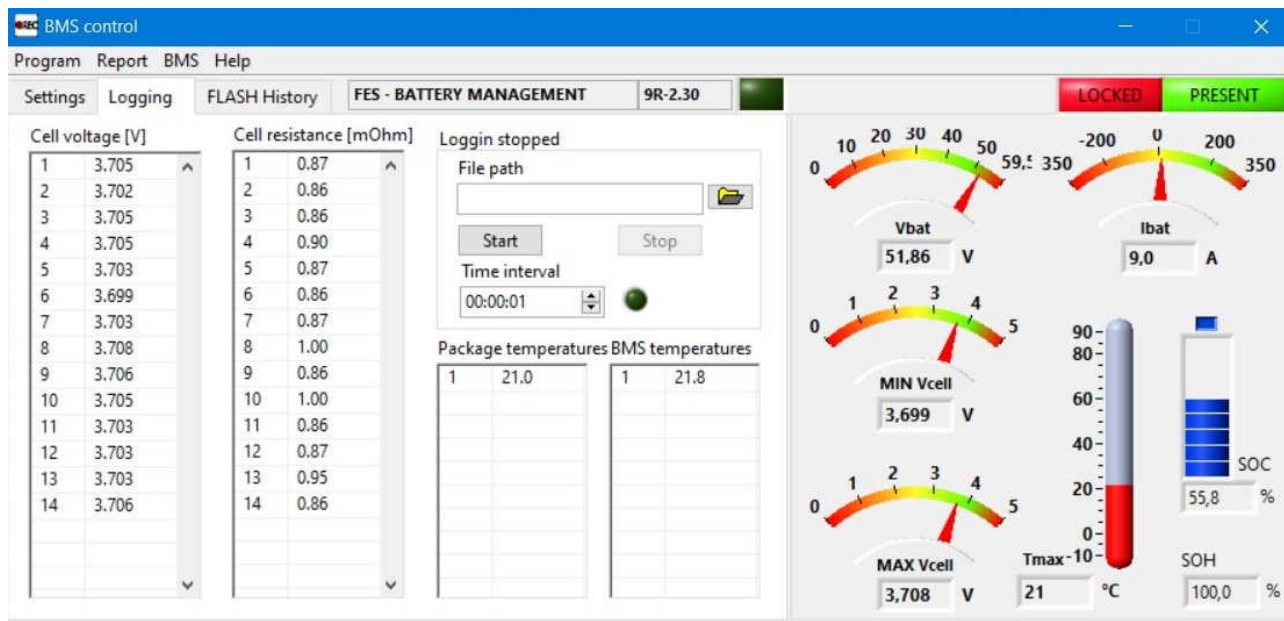 REC BMS control
Program Report BMS Help
Settings Logging FLASH History FES - BATTERY MANAGEMENT 9R-2.30 LOCKED PRESENT
Cell voltage [V]
1 3.705
2 3.702
3 3.705
4 3.705
5 3.703
6 3.699
7 3.703
8 3.708
9 3.706
10 3.705
11 3.703
12 3.703
13 3.703
14 3.706
Cell resistance [mOhm]
1 0.87
2 0.86
3 0.86
4 0.90
5 0.87
6 0.86
7 0.87
8 1.00
9 0.86
10 1.00
11 0.86
12 0.87
13 0.95
14 0.86
Loggin stopped
File path
Start Stop
Time interval
00:00:01
Package temperatures
1 21.0
BMS temperatures
1 21.8
0 10 20 30 40 50 59,5
Vbat
51,86 V
350 -200 0 200 350
Ibat
9,0 A
0 1 2 3 4 5
MIN Vcell
3,699 V
0 1 2 3 4 5
MAX Vcell
3,708 V
90
80
60
40
20
0
-10
Tmax
21 °C
SOC
55,8 %
SOH
100,0 %